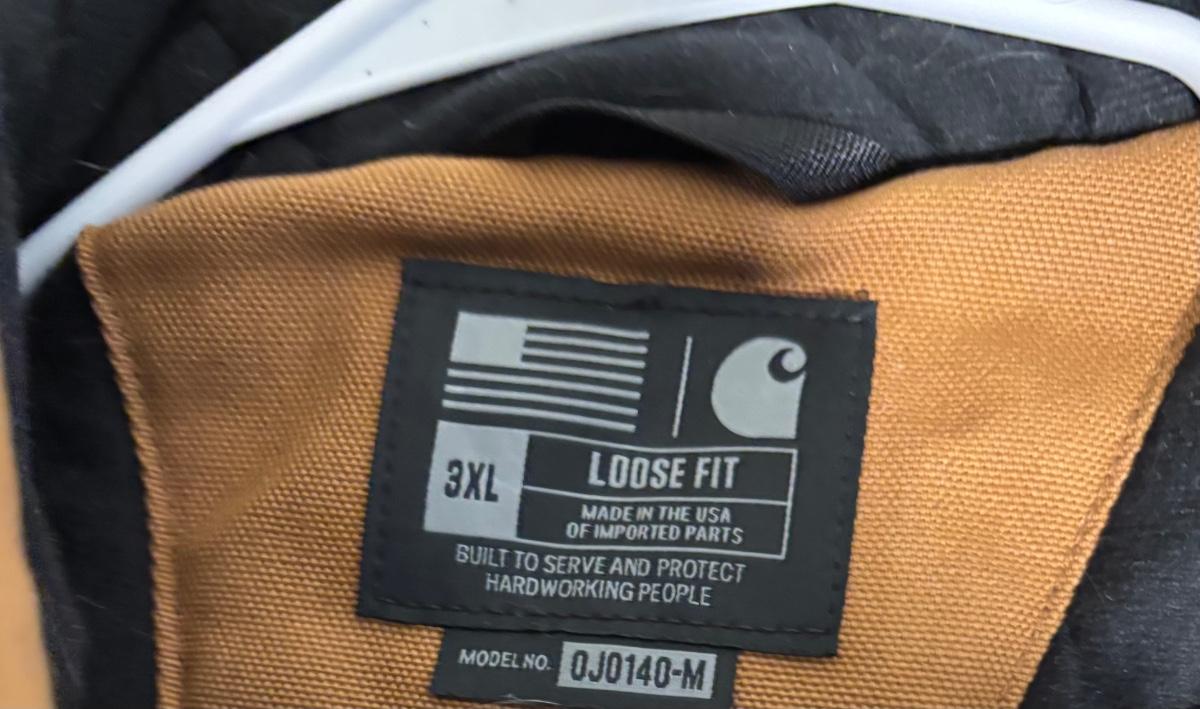 3XL
LOOSE FIT
MADE IN THE USA
OF IMPORTED PARTS
BUILT TO SERVE AND PROTECT
HARDWORKING PEOPLE
MODEL NO. 0J0140-M